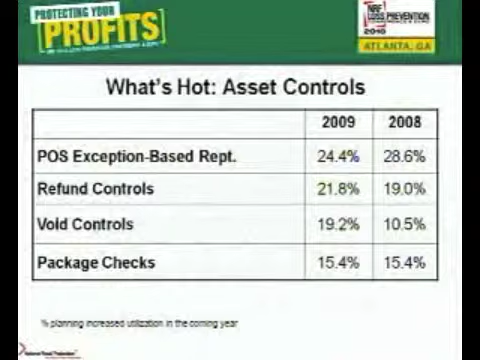 PROTECTING YOUR
PROFITS
NRF
LOSS PREVENTION
2010
ATLANTA, GA
What's Hot: Asset Controls
2009 2008
POS Exception-Based Rept. 24.4% 28.6%
Refund Controls 21.8% 19.0%
Void Controls 19.2% 10.5%
Package Checks 15.4% 15.4%
% planning increased utilization in the coming year